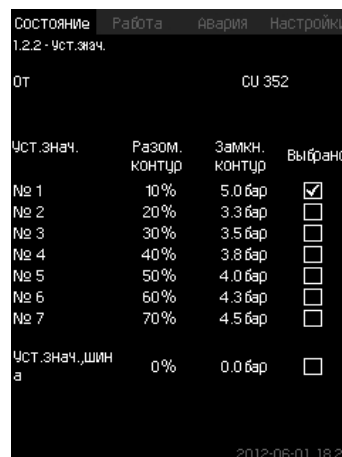 Состояние Работа Авария Настройки
1.2.2 - Уст.знач.
От CU 352
Уст.знач. Разом. контур Замкн. контур Выбрано
№ 1 10% 5.0 бар
№ 2 20% 3.3 бар
№ 3 30% 3.5 бар
№ 4 40% 3.8 бар
№ 5 50% 4.0 бар
№ 6 60% 4.3 бар
№ 7 70% 4.5 бар
Уст.знач.,шин
а 0% 0.0 бар
2012-06-01 18:2